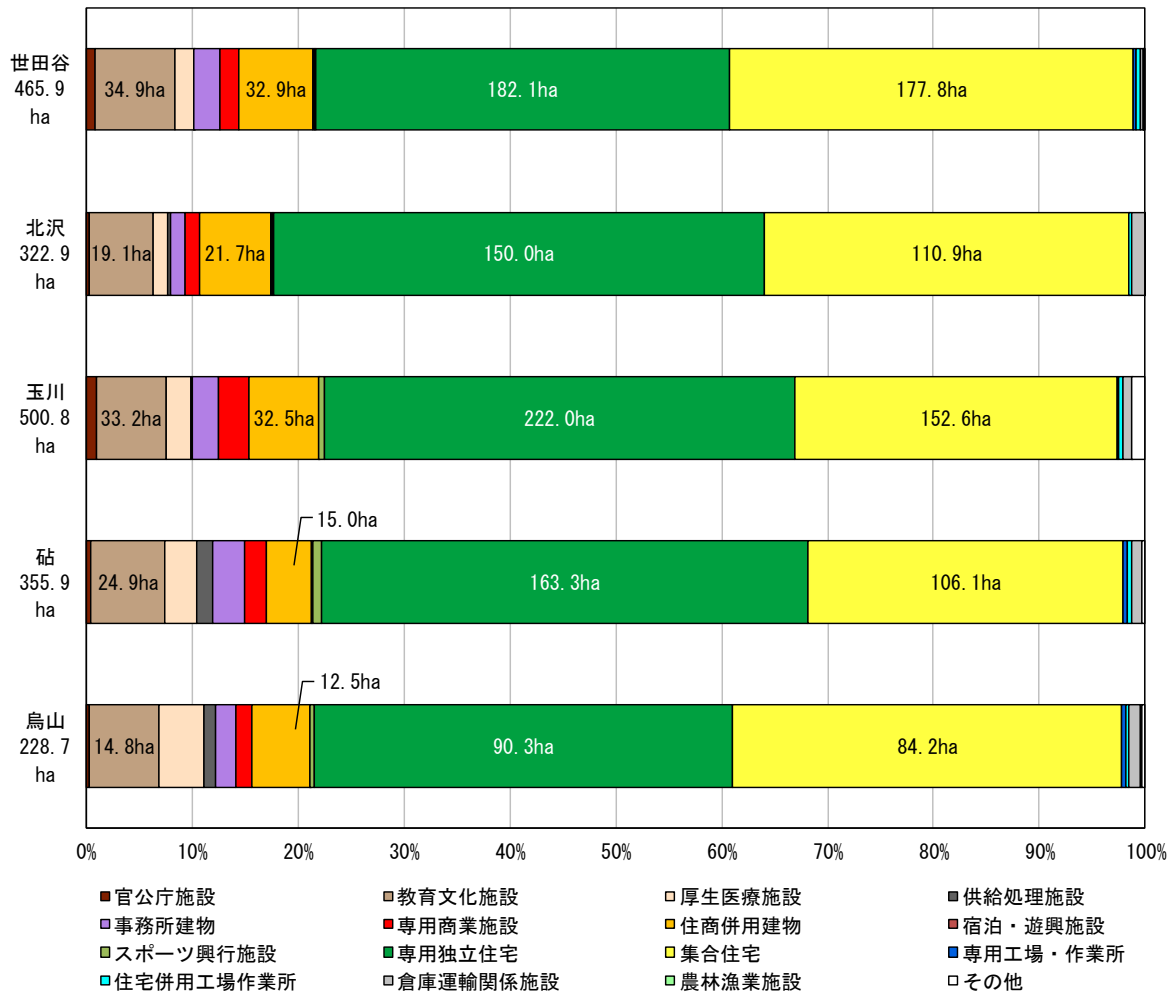 世田谷
465.9
ha
34.9ha
32.9ha
182.1ha
177.8ha
北沢
322.9
ha
19.1ha
21.7ha
150.0ha
110.9ha
玉川
500.8
ha
33.2ha
32.5ha
222.0ha
152.6ha
15.0ha
砧
355.9
ha
24.9ha
163.3ha
106.1ha
12.5ha
烏山
228.7
ha
14.8ha
90.3ha
84.2ha
0% 10% 20% 30% 40% 50% 60% 70% 80% 90% 100%
官公庁施設 教育文化施設 厚生医療施設 供給処理施設
事務所建物 専用商業施設 住商併用建物 宿泊・遊興施設
スポーツ興行施設 専用独立住宅 集合住宅 専用工場・作業所
住宅併用工場作業所 倉庫運輸関係施設 農林漁業施設 その他